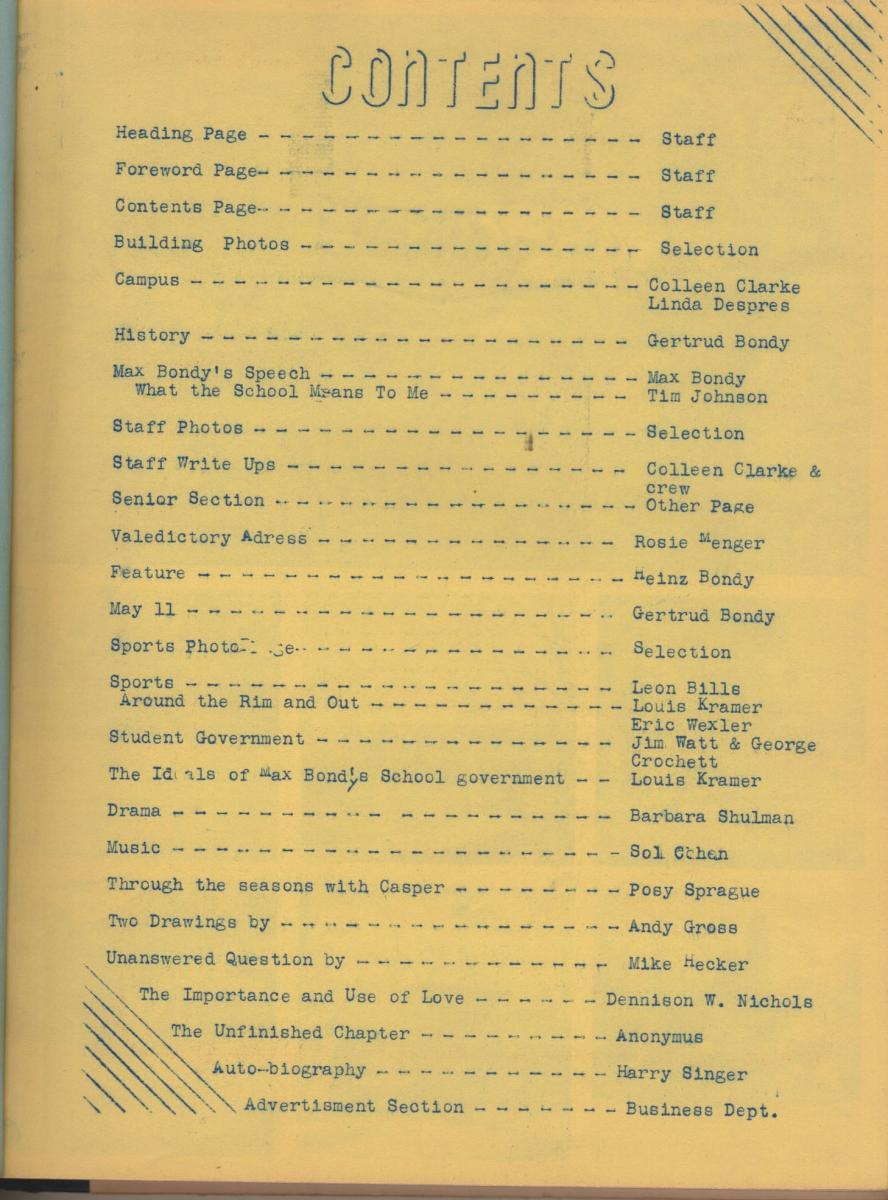 CONTENTS
Heading Page - - - - - - - - - - - - - - - - - - Staff
Foreword Page- - - - - - - - - - - - - - - - - - Staff
Contents Page- - - - - - - - - - - - - - - - - - Staff
Building Photos - - - - - - - - - - - - - - - - Selection
Campus - - - - - - - - - - - - - - - - - - - - - Colleen Clarke
Linda Despres
History - - - - - - - - - - - - - - - - - - - - Gertrud Bondy
Max Bondy's Speech - - - - - - - - - - - - - - - Max Bondy
What the School Means To Me - - - - - - - - - Tim Johnson
Staff Photos - - - - - - - - - - - - - - - - - - Selection
Staff Write Ups - - - - - - - - - - - - - - - - Colleen Clarke &
crew
Senior Section - - - - - - - - - - - - - - - - - Other Page
Valedictory Adress - - - - - - - - - - - - - - Rosie Menger
Feature - - - - - - - - - - - - - - - - - - - - Heinz Bondy
May 11 - - - - - - - - - - - - - - - - - - - - Gertrud Bondy
Sports - - - - - - - - - - - - - - - Selection
Sports - - - - - - - - - - - - - - - - - - - - Leon Bills
Around the Rim and Out - - - - - - - - - - - - Louis Kramer
Eric Wexler
Student Government - - - - - - - - - - - - - - Jim Watt & George
Crochett
The of Max Bondy's School government - - Louis Kramer
Drama - - - - - - - - - - - - - - - - - - - - Barbara Shulman
Music - - - - - - - - - - - - - - - - - - - - - Sol
Through the seasons with Casper - - - - - - - - Posy Sprague
Two Drawings by - - - - - - - - - - - - - - - - Andy Gross
Unanswered Question by - - - - - - - - - - - - Mike Hecker
The Importance and Use of Love - - - - - - Dennison W. Nichols
The Unfinished Chapter - - - - - - - - - Anonymus
Auto-biography - - - - - - - - - - - Harry Singer
Advertisment Section - - - - - - - Business Dept.